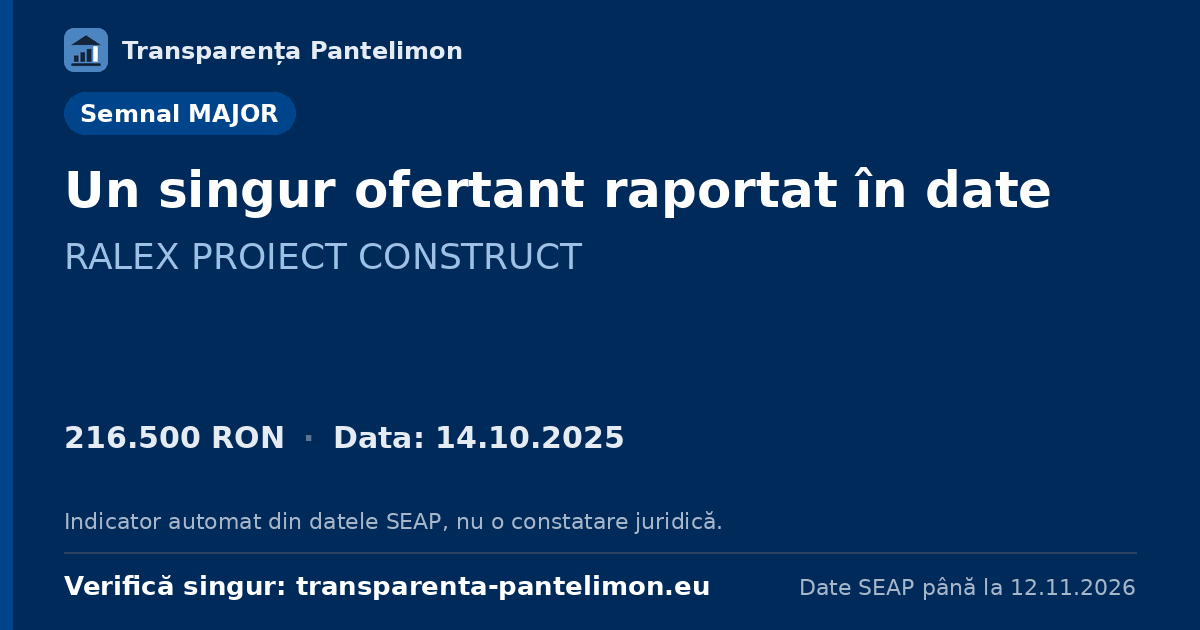 Transparența Pantelimon
Semnal MAJOR
Un singur ofertant raportat în date
RALEX PROIECT CONSTRUCT
216.500 RON · Data: 14.10.2025
Indicator automat din datele SEAP, nu o constatare juridică.
Verifică singur: transparenta-pantelimon.eu
Date SEAP până la 12.11.2026